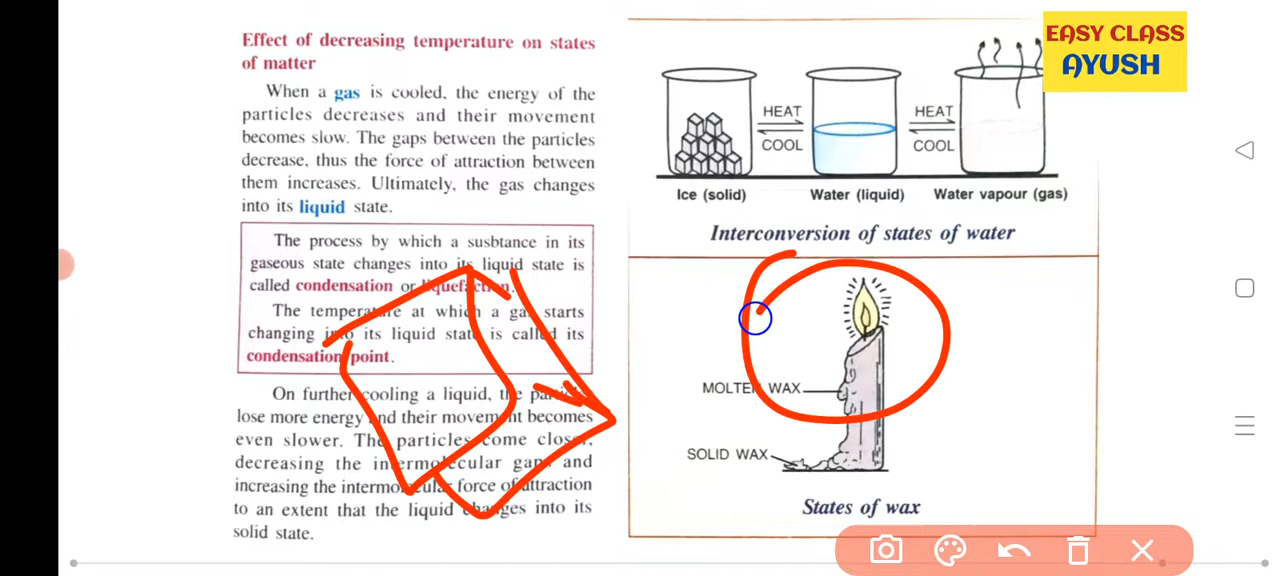 Effect of decreasing temperature on states
of matter
When a gas is cooled, the energy of the
particles decreases and their movement
becomes slow. The gaps between the particles
decrease, thus the force of attraction between
them increases. Ultimately, the gas changes
into its liquid state.
The process by which a susbtance in its
gaseous state changes into its liquid state is
called condensation or liquefaction.
The temperature at which a gas starts
changing into its liquid state is called its
condensation point.
On further cooling a liquid, the particles
lose more energy and their movement becomes
even slower. The particles come closer,
decreasing the intermolecular gaps and
increasing the intermolecular force of attraction
to an extent that the liquid changes into its
solid state.
EASY CLASS
AYUSH
HEAT
COOL
HEAT
COOL
Ice (solid)
Water (liquid)
Water vapour (gas)
Interconversion of states of water
MOLTEN WAX
SOLID WAX
States of wax